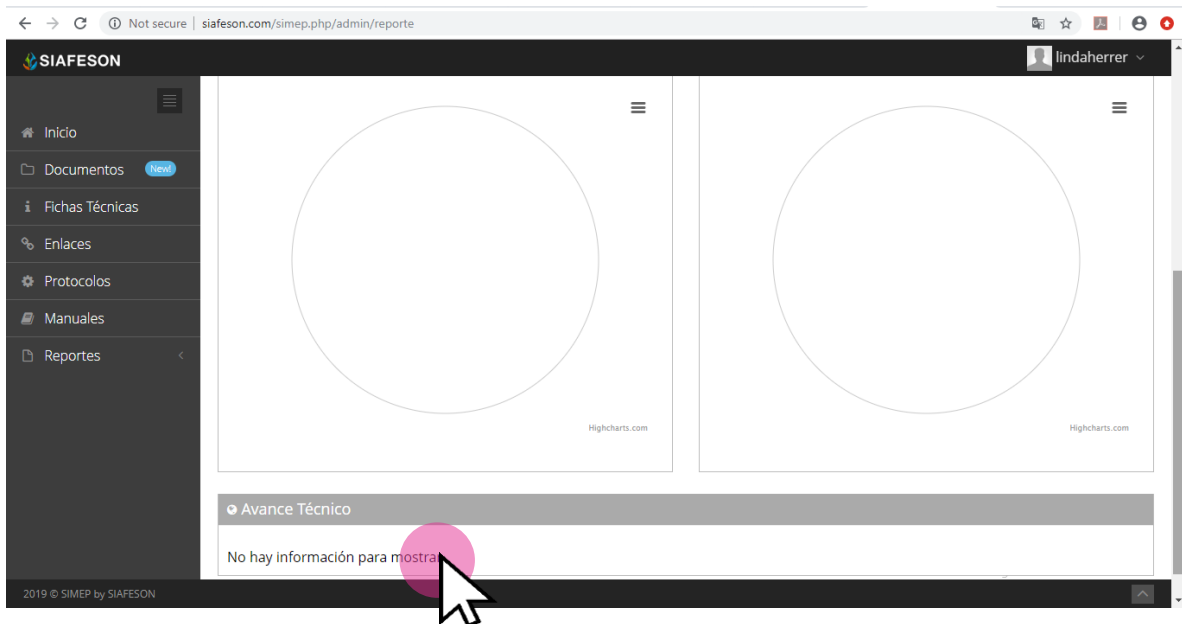 Not secure | siafeson.com/simep.php/admin/reporte
SIAFESON
lindaherrer
Inicio
Documentos New!
Fichas Técnicas
Enlaces
Protocolos
Manuales
Reportes
Highcharts.com
Highcharts.com
Avance Técnico
No hay información para mostrar
2019 © SIMEP by SIAFESON